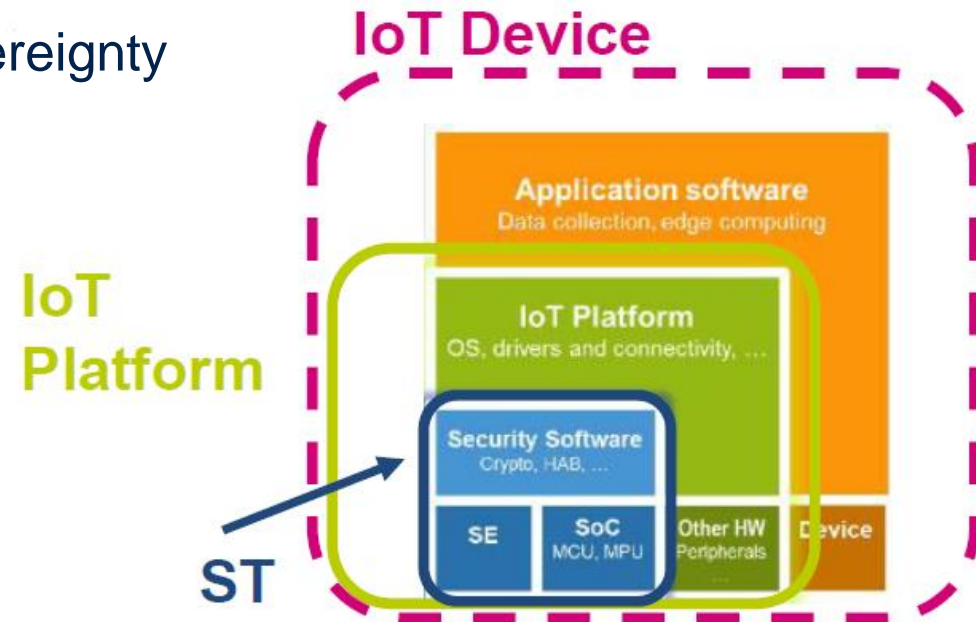 ereignty
IoT Device
Application software
Data collection, edge computing
IoT
Platform
IoT Platform
OS, drivers and connectivity, ...
Security Software
Crypto, HAB, ...
SE
SoC
MCU, MPU
Other HW
Peripherals
...
Device
ST